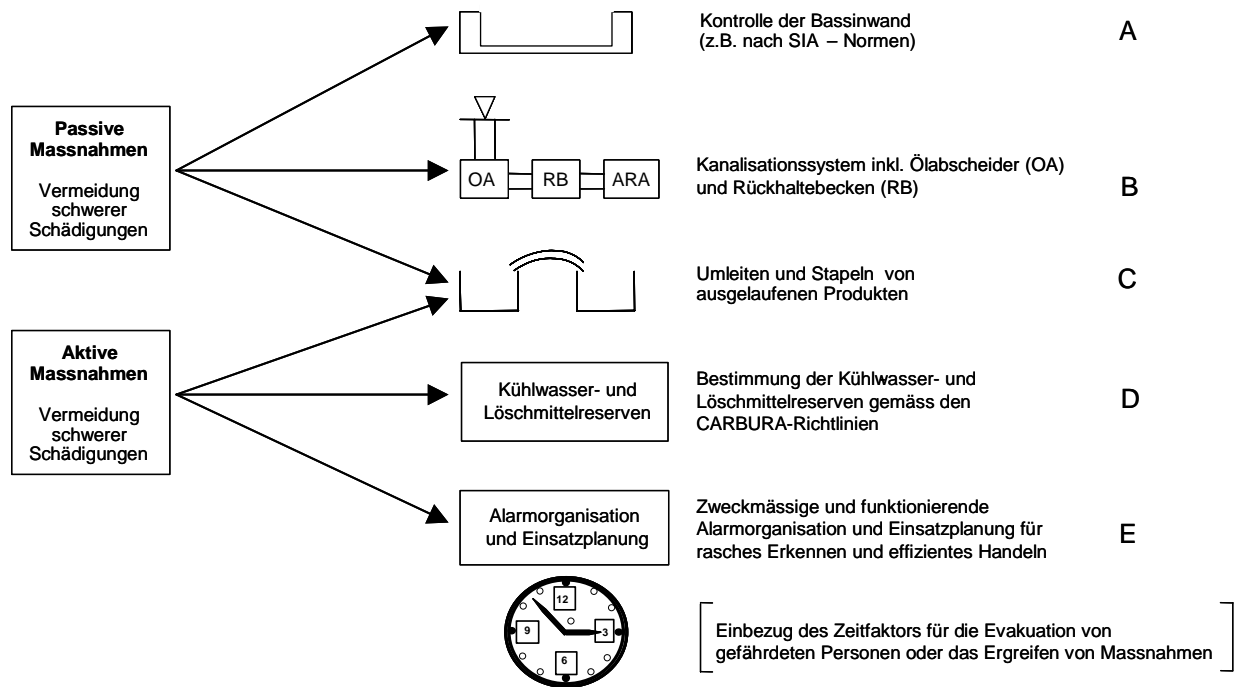 Kontrolle der Bassinwand
(z.B. nach SIA – Normen)
A
Passive
Massnahmen
Vermeidung
schwerer
Schädigungen
OA
RB
ARA
Kanalisationssystem inkl. Ölabscheider (OA)
und Rückhaltebecken (RB)
B
Umleiten und Stapeln von
ausgelaufenen Produkten
C
Aktive
Massnahmen
Vermeidung
schwerer
Schädigungen
Kühlwasser- und
Löschmittelreserven
Bestimmung der Kühlwasser- und
Löschmittelreserven gemäss den
CARBURA-Richtlinien
D
Alarmorganisation
und Einsatzplanung
Zweckmässige und funktionierende
Alarmorganisation und Einsatzplanung für
rasches Erkennen und effizientes Handeln
E
12
9
3
6
Einbezug des Zeitfaktors für die Evakuation von
gefährdeten Personen oder das Ergreifen von Massnahmen